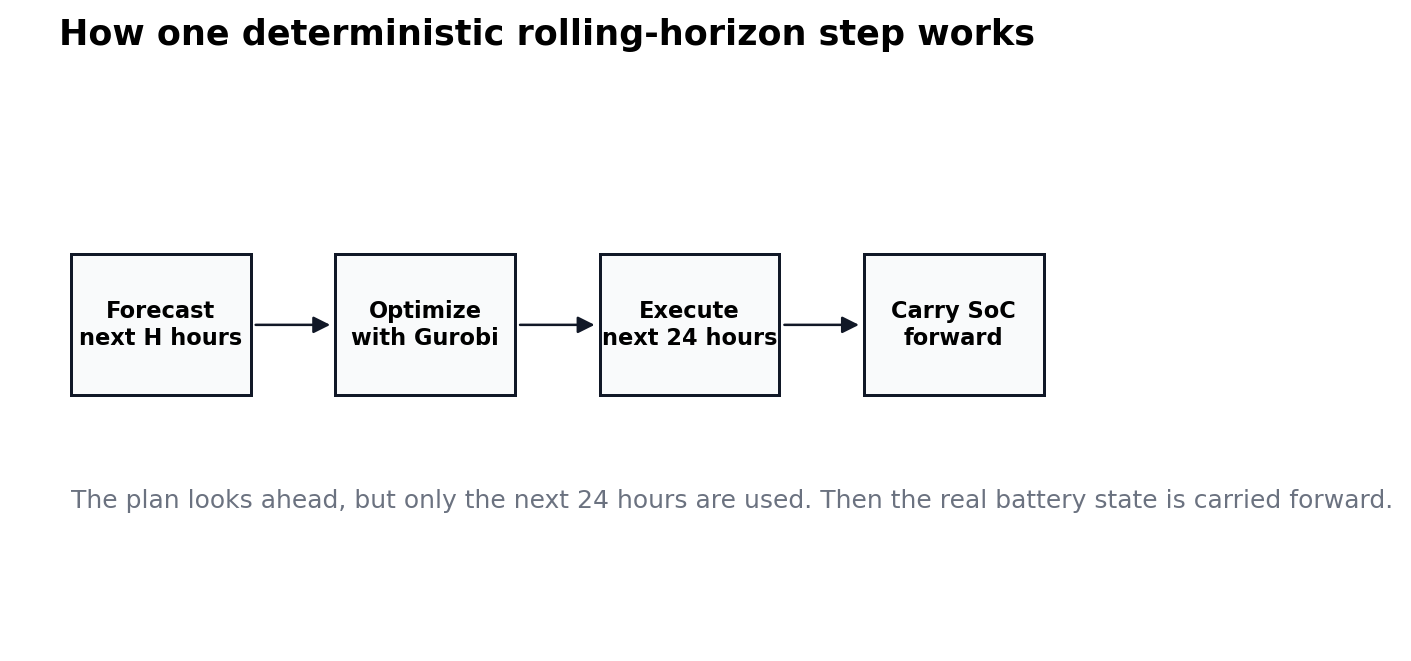 How one deterministic rolling-horizon step works
Forecast
next H hours
Optimize
with Gurobi
Execute
next 24 hours
Carry SoC
forward
The plan looks ahead, but only the next 24 hours are used. Then the real battery state is carried forward.